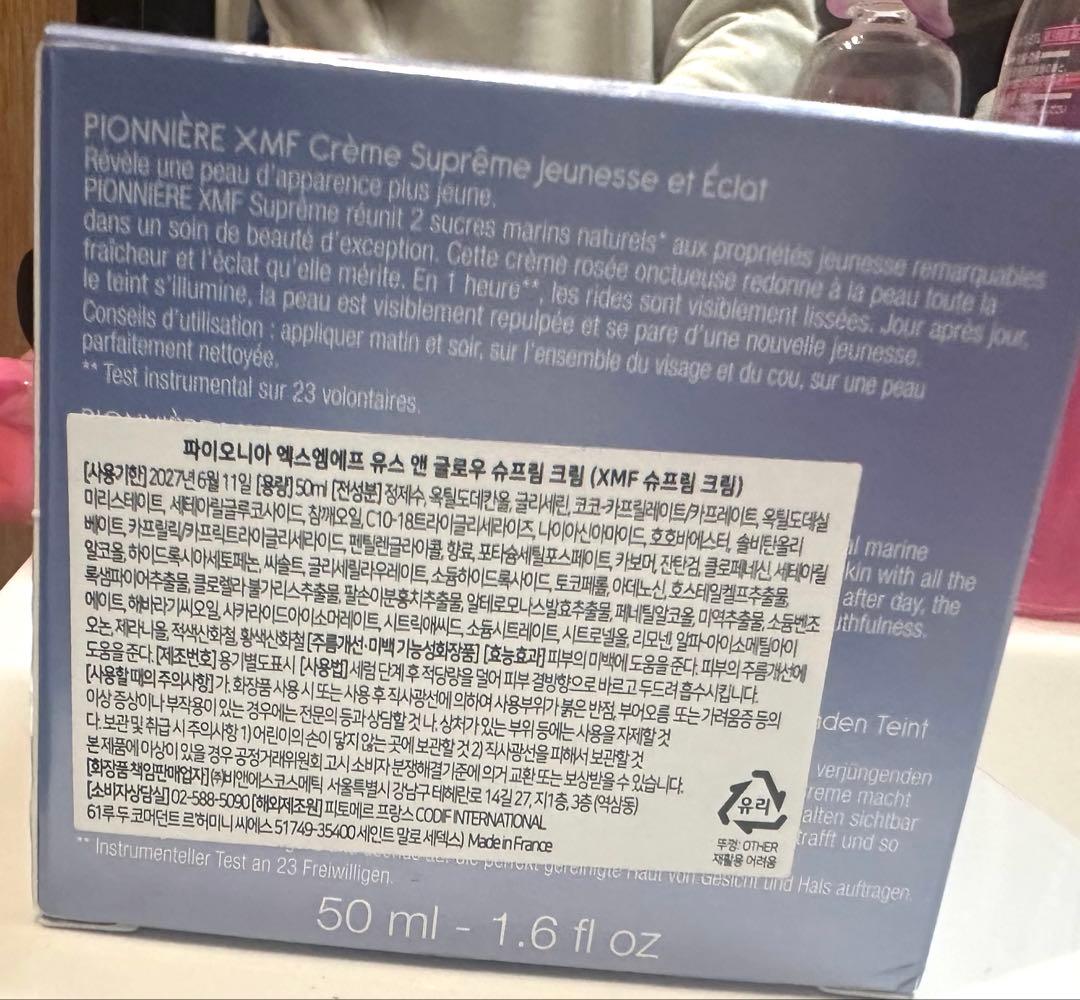 PIONNIÈRE XMF Crème Suprême Jeunesse et Éclat
Révèle une peau d'apparence plus jeune.
PIONNIÈRE XMF Suprême réunit 2 sucres marins naturels* aux propriétés jeunesse remarquables
dans un soin de beauté d'exception. Cette crème rosée onctueuse redonne à la peau toute la
fraîcheur et l'éclat qu'elle mérite. En 1 heure**, les rides sont visiblement lissées. Jour après jour,
le teint s'illumine, la peau est visiblement repulpée et se pare d'une nouvelle jeunesse.
Conseils d'utilisation : appliquer matin et soir, sur l'ensemble du visage et du cou, sur une peau
parfaitement nettoyée.
** Test instrumental sur 23 volontaires.
파이오니아 엑스엠에프 유스 앤 글로우 슈프림 크림 (XMF 슈프림 크림)
[사용기한] 2027년 6월 11일 [용량] 50ml [전성분] 정제수, 옥틸도데칸올, 글리세린, 코코-카프릴레이트/카프레이트, 옥틸도데실
미리스테이트, 세테아릴글루코사이드, 참깨오일, C10-18트라이글리세라이즈, 나이아신아마이드, 호호바에스터, 솔비탄올리
베이트, 카프릴릭/카프릭트라이글리세라이드, 펜틸렌글라이콜, 향료, 포타슘세틸포스페이트, 카보머, 잔탄검, 클로페네신, 세테아릴
알코올, 하이드록시아세토페논, 씨솔트, 글리세릴라우레이트, 소듐하이드록사이드, 토코페롤, 아데노신, 호스테일켈프추출물,
록샘파이어추출물, 클로렐라 불가리스추출물, 팔손이분홍치추출물, 알테로모나스발효추출물, 페네틸알코올, 미역추출물, 소듐벤조
에이트, 해바라기씨오일, 사카라이드아이소머레이트, 시트릭애씨드, 소듐시트레이트, 시트로넬올, 리모넨, 알파-아이소메틸아이
오논, 제라니올, 적색산화철, 황색산화철 [주름개선·미백 기능성화장품] [효능효과] 피부의 미백에 도움을 준다. 피부의 주름개선에
도움을 준다. [제조번호] 용기별도표시 [사용법] 세럼 단계 후 적당량을 덜어 피부 결방향으로 바르고 두드려 흡수시킵니다.
[사용할 때의 주의사항] 가. 화장품 사용 시 또는 사용 후 직사광선에 의하여 사용부위가 붉은 반점, 부어오름 또는 가려움증 등의
이상 증상이나 부작용이 있는 경우에는 전문의 등과 상담할 것 나. 상처가 있는 부위 등에는 사용을 자제할 것
다. 보관 및 취급 시 주의사항 1) 어린이의 손이 닿지 않는 곳에 보관할 것 2) 직사광선을 피해서 보관할 것
본 제품에 이상이 있을 경우 공정거래위원회 고시 소비자 분쟁해결기준에 의거 교환 또는 보상받을 수 있습니다.
[화장품 책임판매업자] ㈜비앤에스코스메틱 서울특별시 강남구 테헤란로 14길 27, 지1층, 3층 (역삼동)
[소비자상담실] 02-588-5090 [해외제조원] 피토메르 프랑스 CODIF INTERNATIONAL
61루 두 코머던트 르 허미니 씨에스 51749-35400 세인트 말로 세덱스) Made in France
유리
뚜껑: OTHER
재활용 어려움
marine
kin with all the
after day, the
uthfulness.
den Teint
verjüngenden
reme macht
alten sichtbar
trafft und so
gereinigte Haut von Gesicht und Hals auftragen.
** Instrumenteller Test an 23 Freiwilligen.
50 ml - 1.6 fl oz